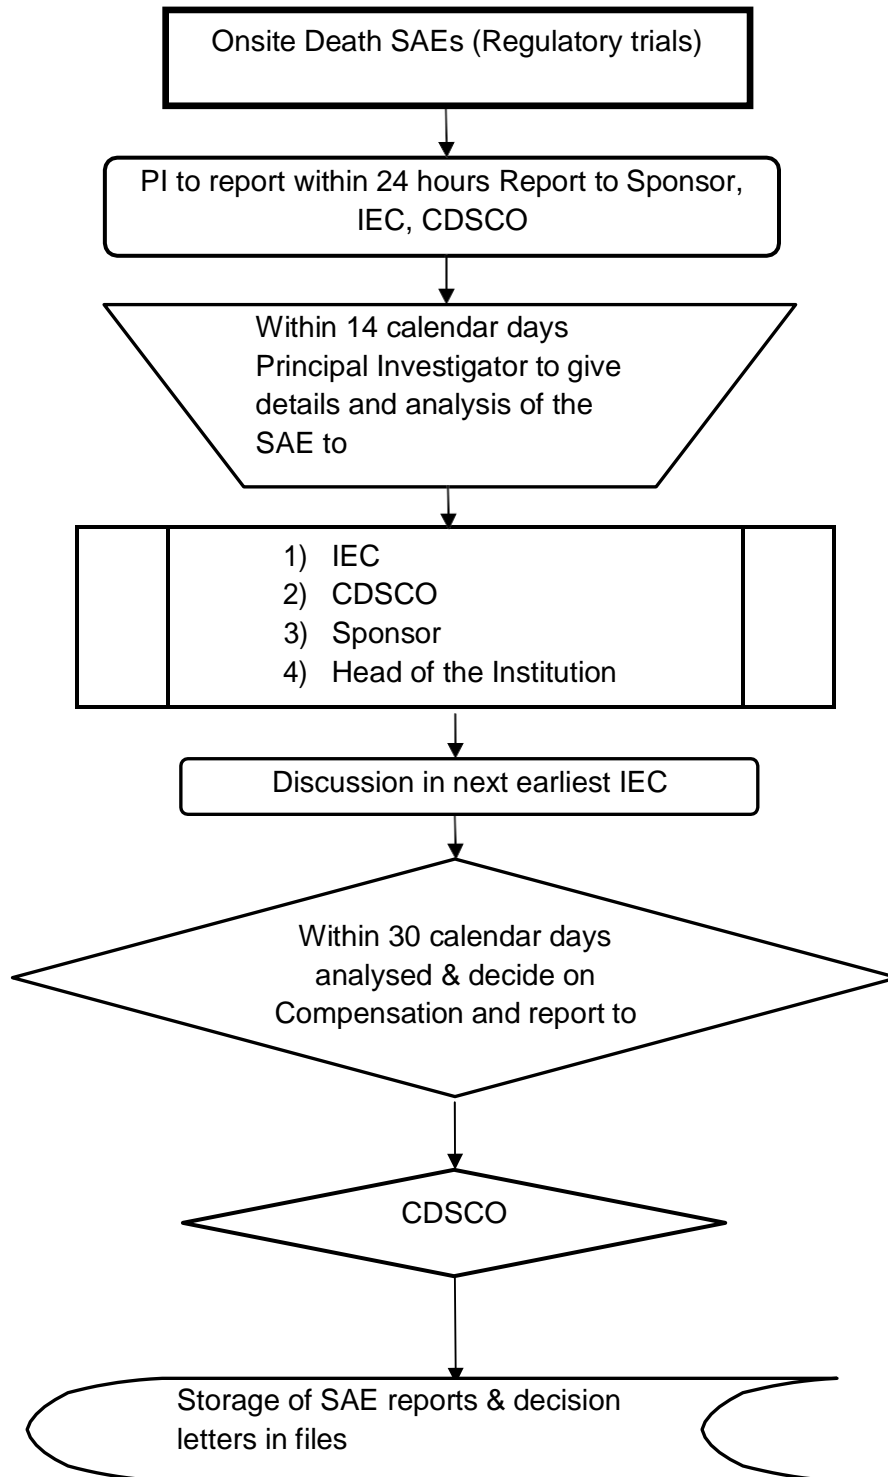 Onsite Death SAEs (Regulatory trials)
PI to report within 24 hours Report to Sponsor,
IEC, CDSCO
Within 14 calendar days
Principal Investigator to give
details and analysis of the
SAE to
1) IEC
2) CDSCO
3) Sponsor
4) Head of the Institution
Discussion in next earliest IEC
Within 30 calendar days
analysed & decide on
Compensation and report to
CDSCO
Storage of SAE reports & decision
letters in files